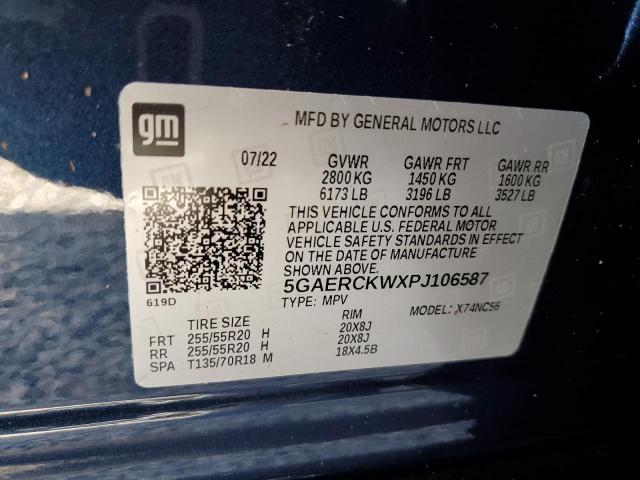 gm
MFD BY GENERAL MOTORS LLC
07/22 GVWR GAWR FRT GAWR RR
2800 KG 1450 KG 1600 KG
6173 LB 3196 LB 3527 LB
THIS VEHICLE CONFORMS TO ALL
APPLICABLE U.S. FEDERAL MOTOR
VEHICLE SAFETY STANDARDS IN EFFECT
ON THE DATE OF MANUFACTURE
SHOWN ABOVE.
619D
5GAERCKWXPJ106587
TYPE: MPV MODEL: X74NC56
TIRE SIZE RIM
FRT 255/55R20 H 20X8J
RR 255/55R20 H 20X8J
SPA T135/70R18 M 18X4.5B